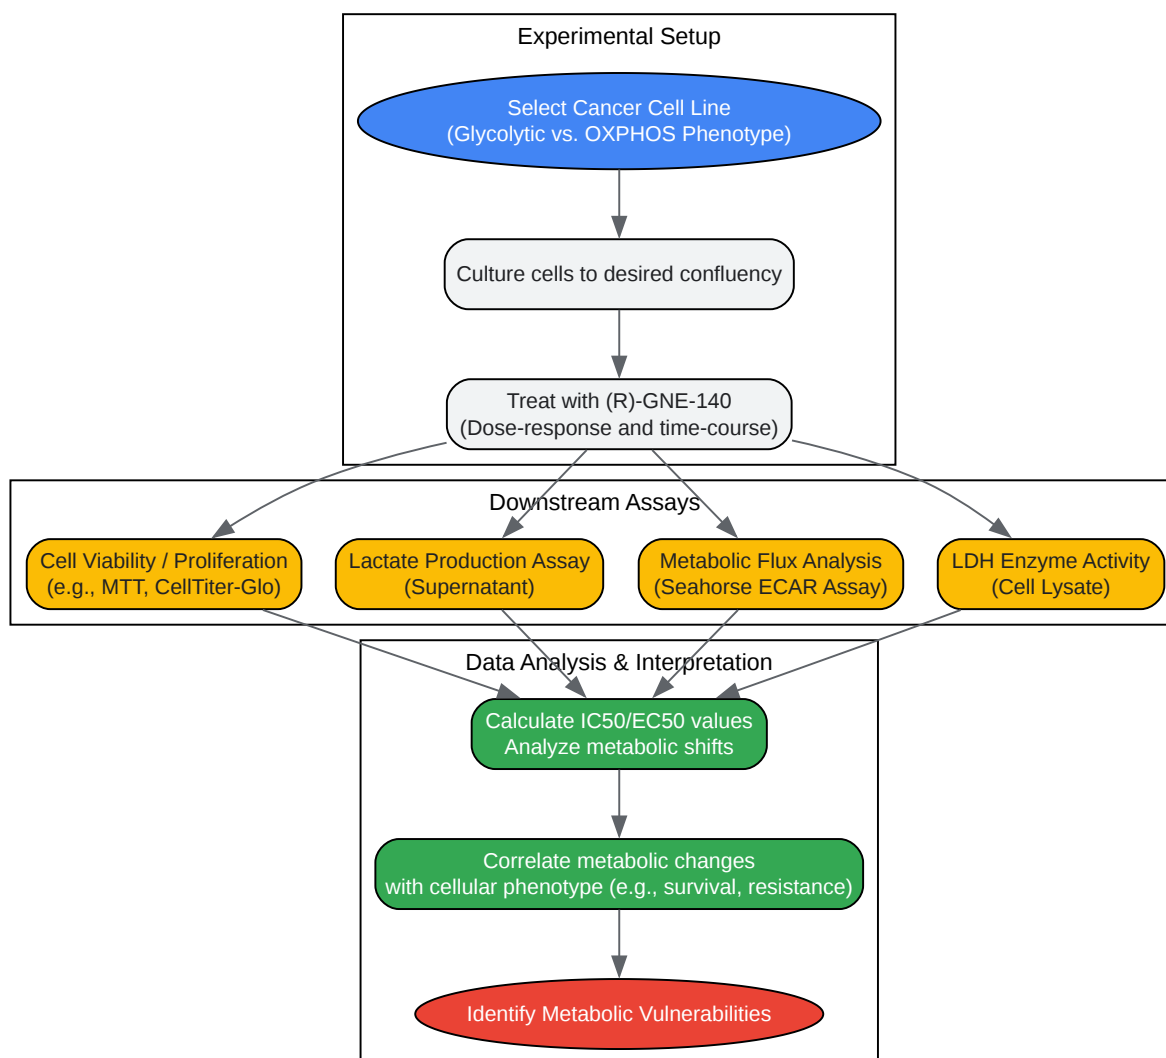 Experimental Setup
Select Cancer Cell Line
(Glycolytic vs. OXPHOS Phenotype)
Culture cells to desired confluency
Treat with (R)-GNE-140
(Dose-response and time-course)
Downstream Assays
Cell Viability / Proliferation
(e.g., MTT, CellTiter-Glo)
Lactate Production Assay
(Supernatant)
Metabolic Flux Analysis
(Seahorse ECAR Assay)
LDH Enzyme Activity
(Cell Lysate)
Data Analysis & Interpretation
Calculate IC50/EC50 values
Analyze metabolic shifts
Correlate metabolic changes
with cellular phenotype (e.g., survival, resistance)
Identify Metabolic Vulnerabilities